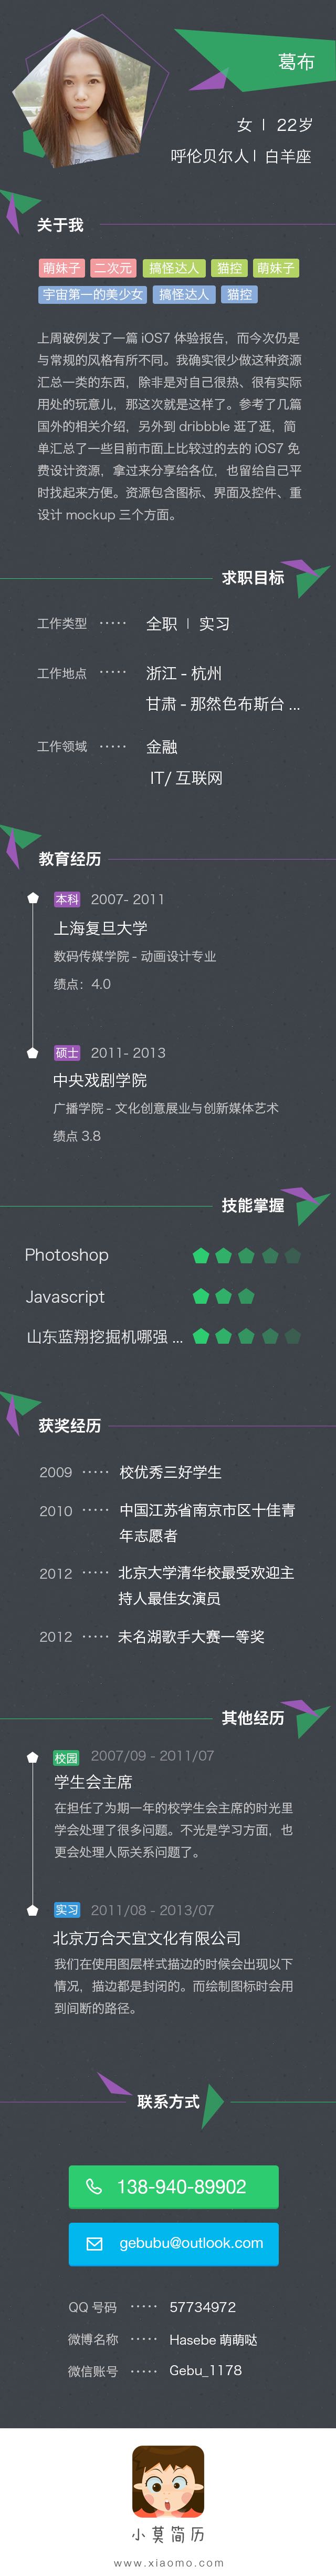 葛布
女 | 22岁
呼伦贝尔人 | 白羊座
关于我
萌妹子 二次元 搞怪达人 猫控 萌妹子
宇宙第一的美少女 搞怪达人 猫控
上周破例发了一篇 iOS7 体验报告，而今次仍是
与常规的风格有所不同。我确实很少做这种资源
汇总一类的东西，除非是对自己很热、很有实际
用处的玩意儿，那这次就是这样了。参考了几篇
国外的相关介绍，另外到 dribbble 逛了逛，简
单汇总了一些目前市面上比较过的去的 iOS7 免
费设计资源，拿过来分享给各位，也留给自己平
时找起来方便。资源包含图标、界面及控件、重
设计 mockup 三个方面。
求职目标
工作类型 ····· 全职 | 实习
工作地点 ····· 浙江 - 杭州
甘肃 - 那然色布斯台 ...
工作领域 ····· 金融
IT/ 互联网
教育经历
本科 2007- 2011
上海复旦大学
数码传媒学院 - 动画设计专业
绩点：4.0
硕士 2011- 2013
中央戏剧学院
广播学院 - 文化创意展业与创新媒体艺术
绩点 3.8
技能掌握
Photoshop
Javascript
山东蓝翔挖掘机哪强 ...
获奖经历
2009 ····· 校优秀三好学生
2010 ····· 中国江苏省南京市区十佳青
年志愿者
2012 ····· 北京大学清华校最受欢迎主
持人最佳女演员
2012 ····· 未名湖歌手大赛一等奖
其他经历
校园 2007/09 - 2011/07
学生会主席
在担任了为期一年的校学生会主席的时光里
学会处理了很多问题。不光是学习方面，也
更会处理人际关系问题了。
实习 2011/08 - 2013/07
北京万合天宜文化有限公司
我们在使用图层样式描边的时候会出现以下
情况，描边都是封闭的。而绘制图标时会用
到间断的路径。
联系方式
138-940-89902
gebubu@outlook.com
QQ 号码 ····· 57734972
微博名称 ····· Hasebe 萌萌哒
微信账号 ····· Gebu_1178
小莫简历
www.xiaomo.com